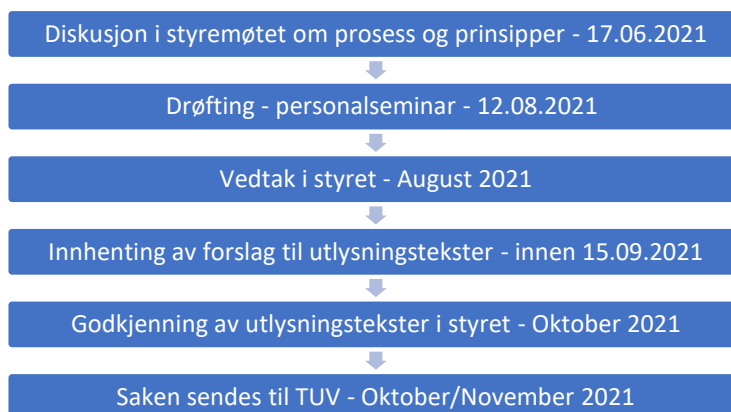 Diskusjon i styremøtet om prosess og prinsipper - 17.06.2021
Drøfting - personalseminar - 12.08.2021
Vedtak i styret - August 2021
Innhenting av forslag til utlysningstekster - innen 15.09.2021
Godkjenning av utlysningstekster i styret - Oktober 2021
Saken sendes til TUV - Oktober/November 2021